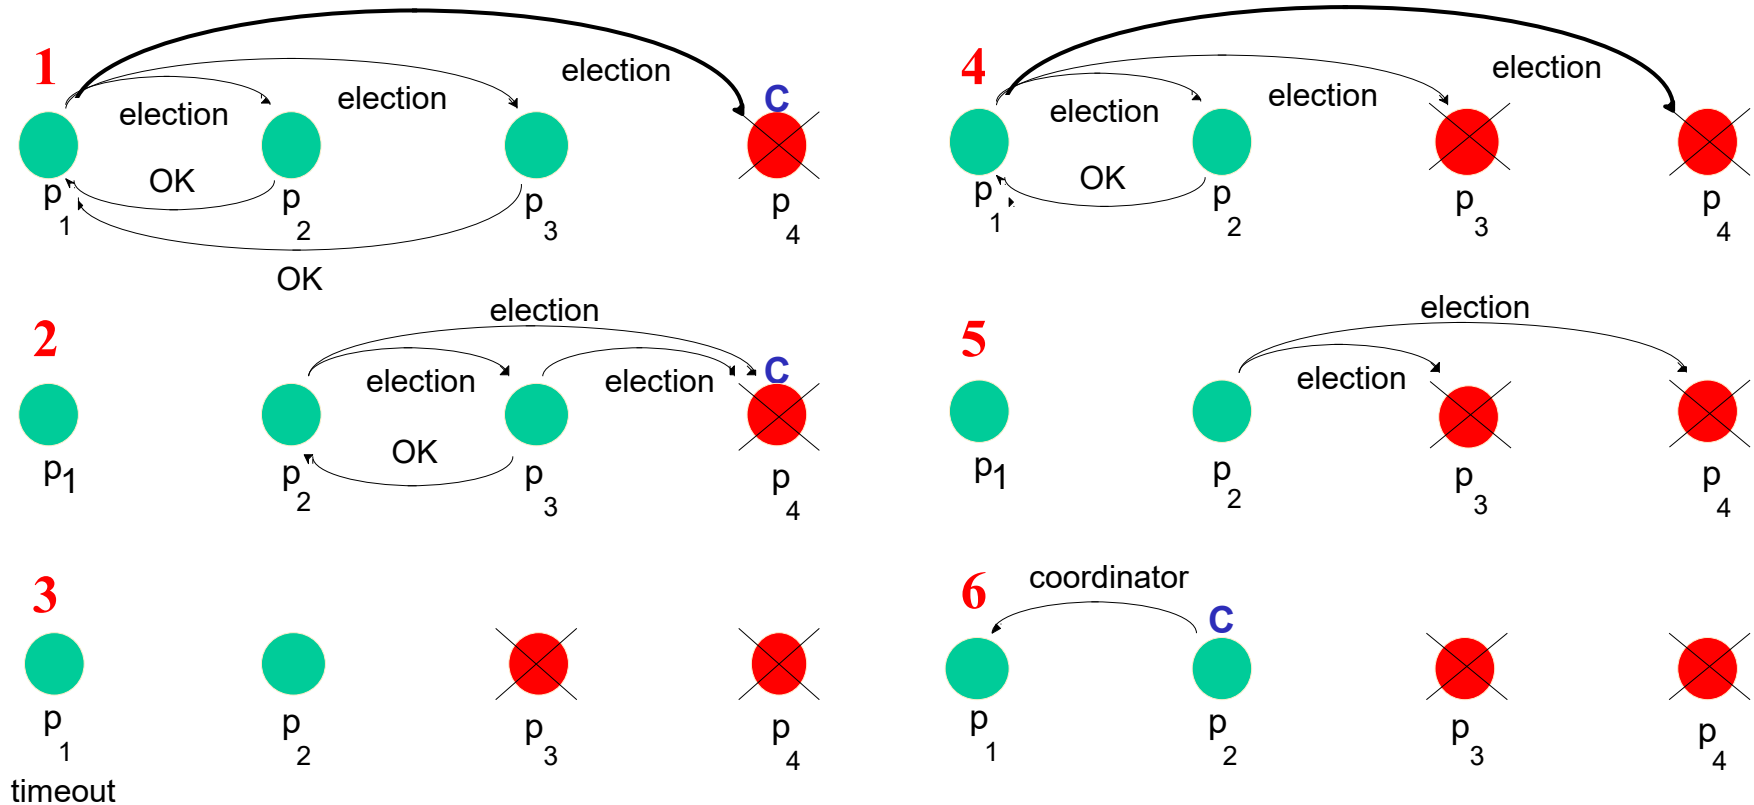 1
election
election
election
C
OK
OK
p1
p2
p3
p4
2
election
election
election
C
OK
p1
p2
p3
p4
3
p1
p2
p3
p4
timeout
4
election
election
election
OK
p1
p2
p3
p4
5
election
election
p1
p2
p3
p4
6
coordinator
C
p1
p2
p3
p4